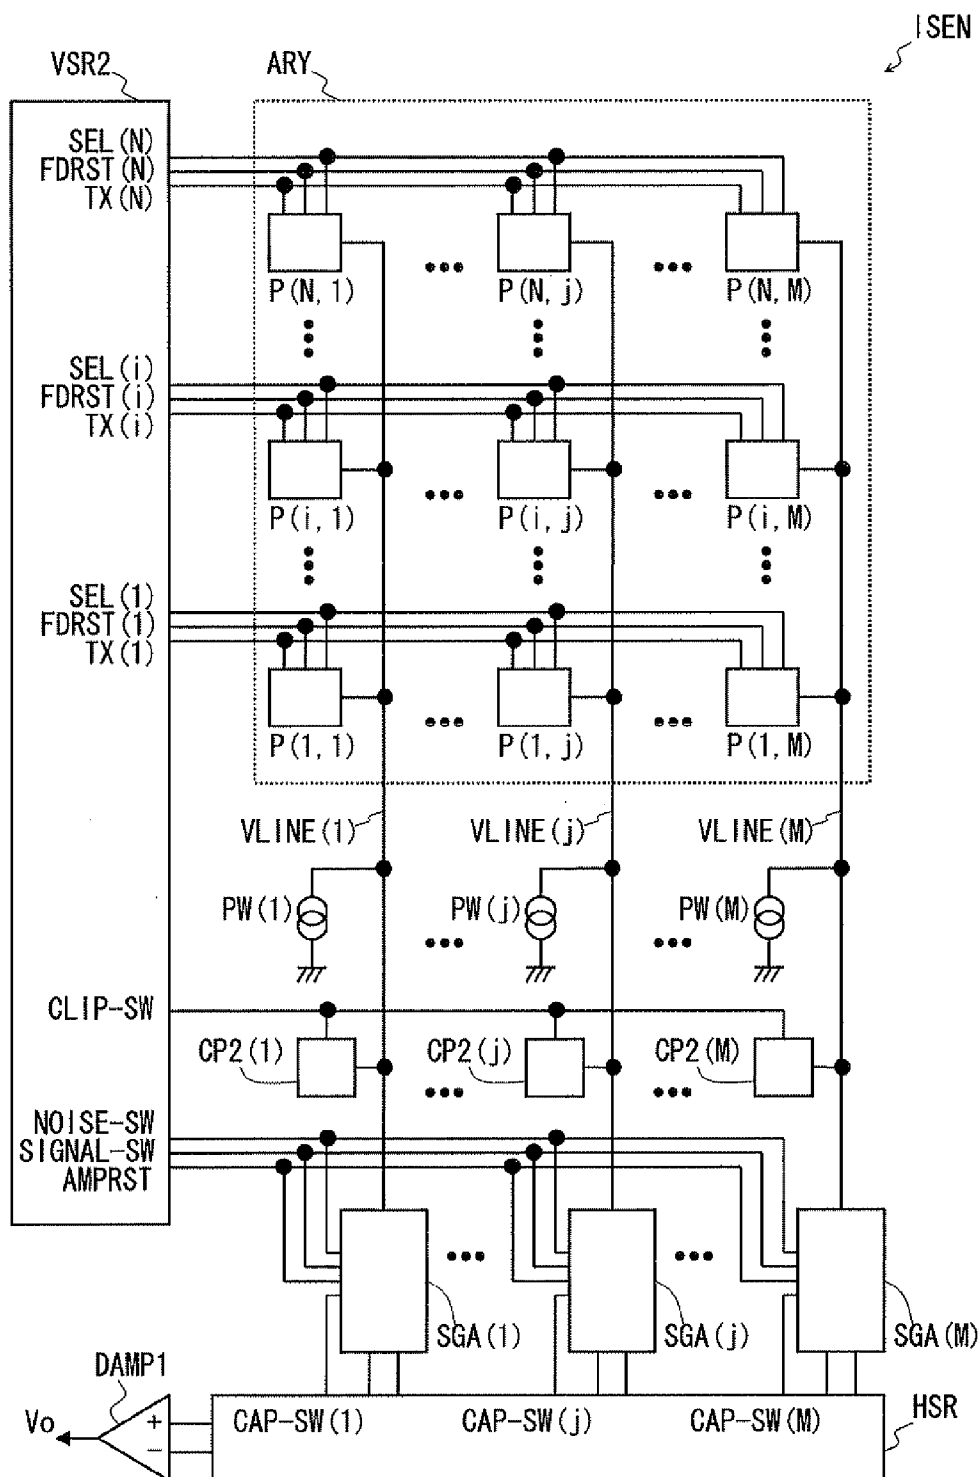 ISEN
VSR2 ARY
SEL(N)
FDRST(N)
TX(N)
P(N,1) P(N,j) P(N,M)
SEL(i)
FDRST(i)
TX(i)
P(i,1) P(i,j) P(i,M)
SEL(1)
FDRST(1)
TX(1)
P(1,1) P(1,j) P(1,M)
VLINE(1) VLINE(j) VLINE(M)
PW(1) PW(j) PW(M)
CLIP-SW
CP2(1) CP2(j) CP2(M)
NOISE-SW
SIGNAL-SW
AMPRST
SGA(1) SGA(j) SGA(M)
DAMP1
HSR
Vo + CAP-SW(1) CAP-SW(j) CAP-SW(M)
−